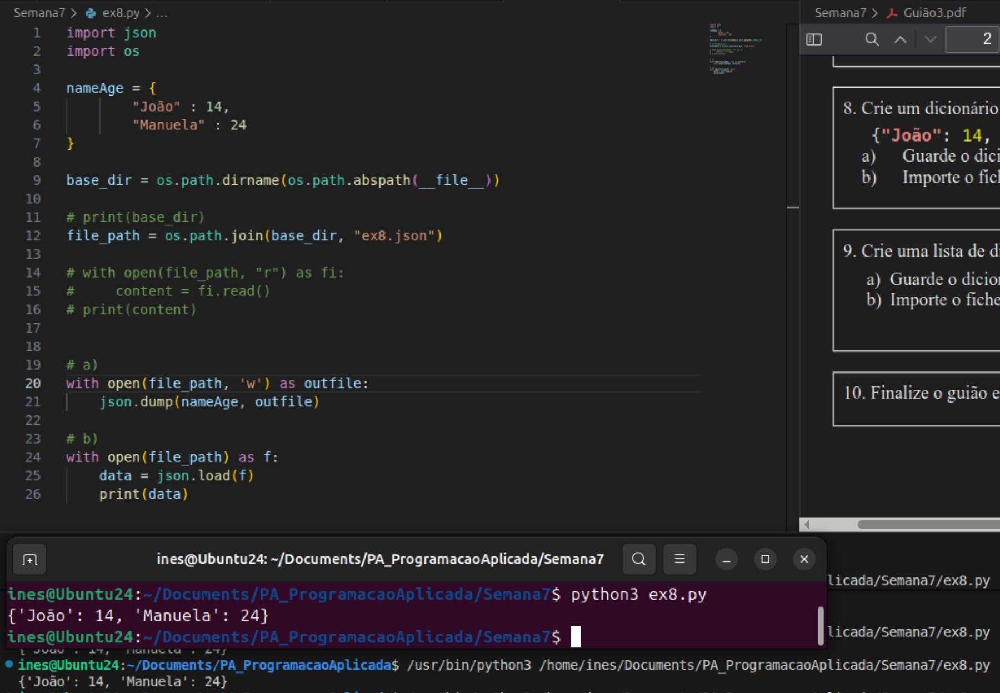 Semana7 > ex8.py > ...
1 import json
2 import os
3
4 nameAge = {
5 "João" : 14,
6 "Manuela" : 24
7 }
8
9 base_dir = os.path.dirname(os.path.abspath(__file__))
10
11 # print(base_dir)
12 file_path = os.path.join(base_dir, "ex8.json")
13
14 # with open(file_path, "r") as fi:
15 #     content = fi.read()
16 # print(content)
17
18
19 # a)
20 with open(file_path, 'w') as outfile:
21     json.dump(nameAge, outfile)
22
23 # b)
24 with open(file_path) as f:
25     data = json.load(f)
26     print(data)
Semana7 > Guião3.pdf
2
8. Crie um dicionário
{"João": 14,
a) Guarde o dici
b) Importe o fich
9. Crie uma lista de d
a) Guarde o dicion
b) Importe o fiche
10. Finalize o guião e
ines@Ubuntu24: ~/Documents/PA_ProgramacaoAplicada/Semana7
ines@Ubuntu24:~/Documents/PA_ProgramacaoAplicada/Semana7$ python3 ex8.py
{'João': 14, 'Manuela': 24}
ines@Ubuntu24:~/Documents/PA_ProgramacaoAplicada/Semana7$
licada/Semana7/ex8.py
licada/Semana7/ex8.py
{'João': 14, 'Manuela': 24}
ines@Ubuntu24:~/Documents/PA_ProgramacaoAplicada$ /usr/bin/python3 /home/ines/Documents/PA_ProgramacaoAplicada/Semana7/ex8.py
{'João': 14, 'Manuela': 24}